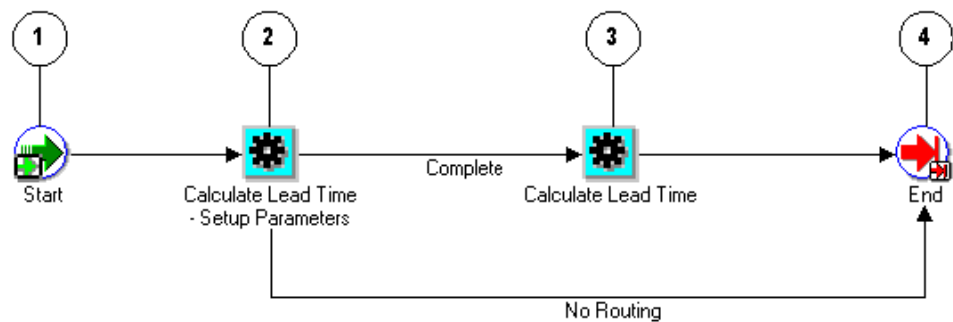 1
2
3
4
Start
Calculate Lead Time
- Setup Parameters
Complete
Calculate Lead Time
End
No Routing